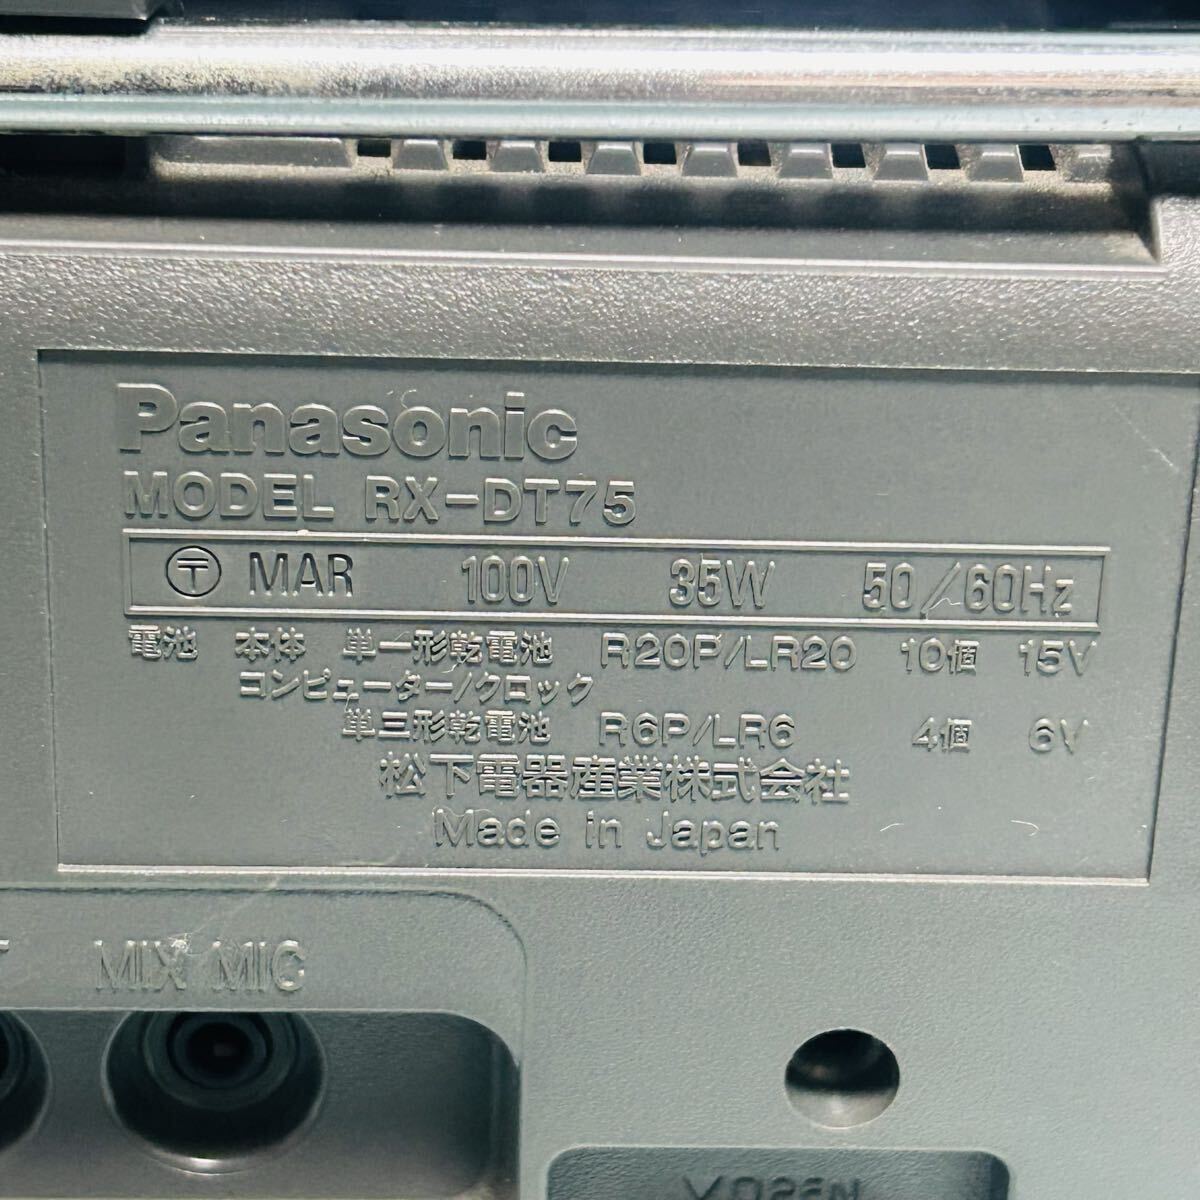 Panasonic
MODEL RX-DT75
〶 MAR 100V 35W 50/60Hz
電池 本体 単一形乾電池 R20P/LR20 10個 15V
コンピューター/クロック
単三形乾電池 R6P/LR6 4個 6V
松下電器産業株式会社
Made in Japan
MIX MIC